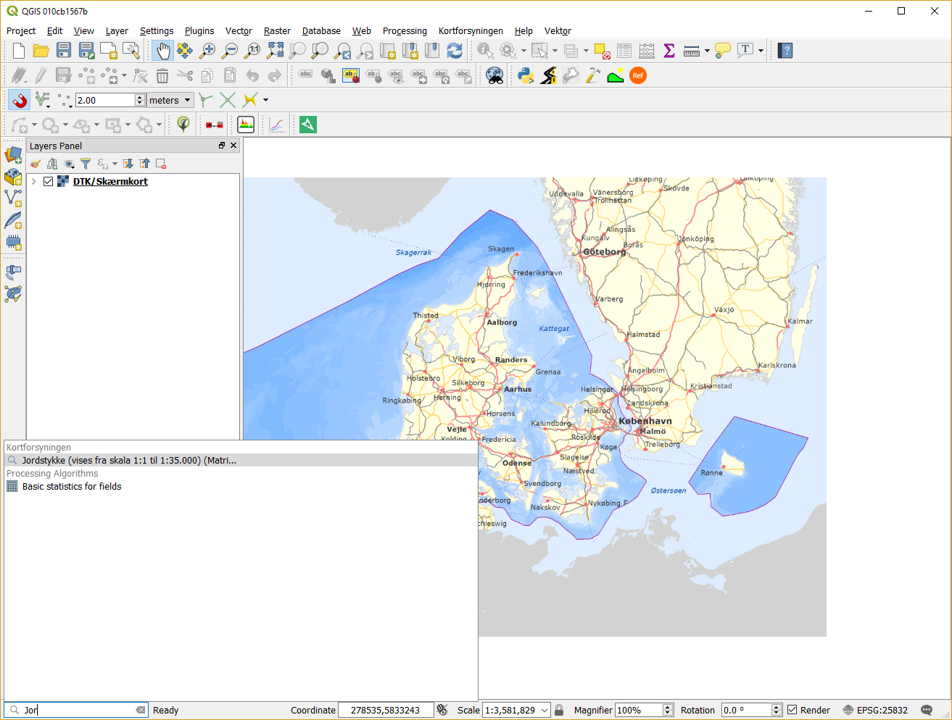 QGIS 010cb1567b
Project Edit View Layer Settings Plugins Vector Raster Database Web Processing Kortforsyningen Help Vektor
2.00 meters
Layers Panel
DTK/Skærmkort
Lidköping
Uddevalla Vänersborg Skövde
Trollhättan
Alingsås
Kungälv Borås Jönköping
Göteborg
Skagerrak Skagen
Frederikshavn
Hjørring
Varberg
Växjö
Thisted Kalmar
Aalborg
Kattegat Halmstad
Viborg Randers
Grenaa Ängelholm Karlskrona
Holstebro Silkeborg
Aarhus Helsingør Helsingborg Kristianstad
Ringkøbing Herning Landskrona
Hillerød
Horsens
Kalundborg København
Vejle Malmö
Roskilde
Kolding Fredericia Køge Trelleborg
Slagelse
Odense
Næstved Rønne
Svendborg Østersøen
Nakskov Nykøbing F
Kortforsyningen
Jordstykke (vises fra skala 1:1 til 1:35.000) (Matri...
Processing Algorithms
Basic statistics for fields
Jor Ready Coordinate 278535,5833243 Scale 1:3,581,829 Magnifier 100% Rotation 0.0 ° Render EPSG:25832